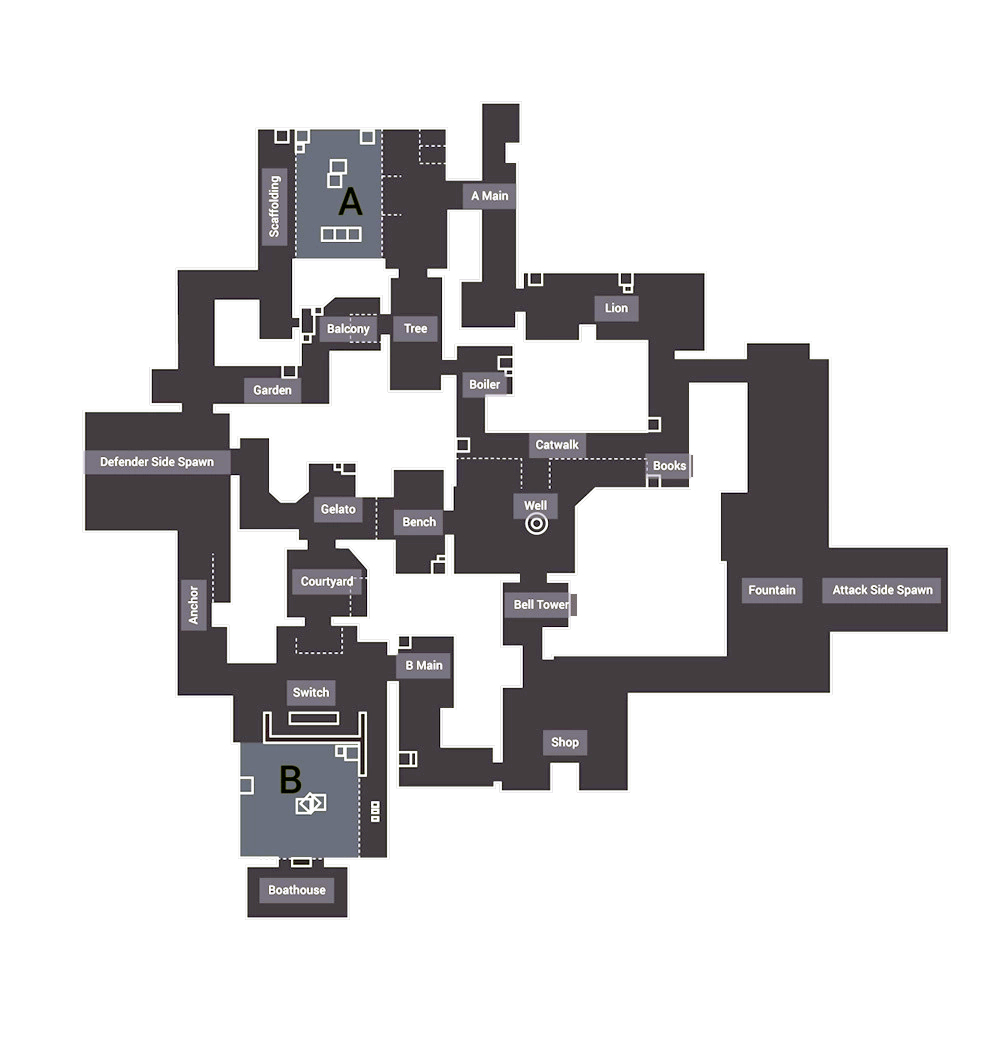 A Main
Scaffolding
A
Lion
Balcony
Tree
Boiler
Garden
Catwalk
Defender Side Spawn
Books
Well
Gelato
Bench
Courtyard
Fountain
Attack Side Spawn
Anchor
Bell Tower
B Main
Switch
Shop
B
Boathouse